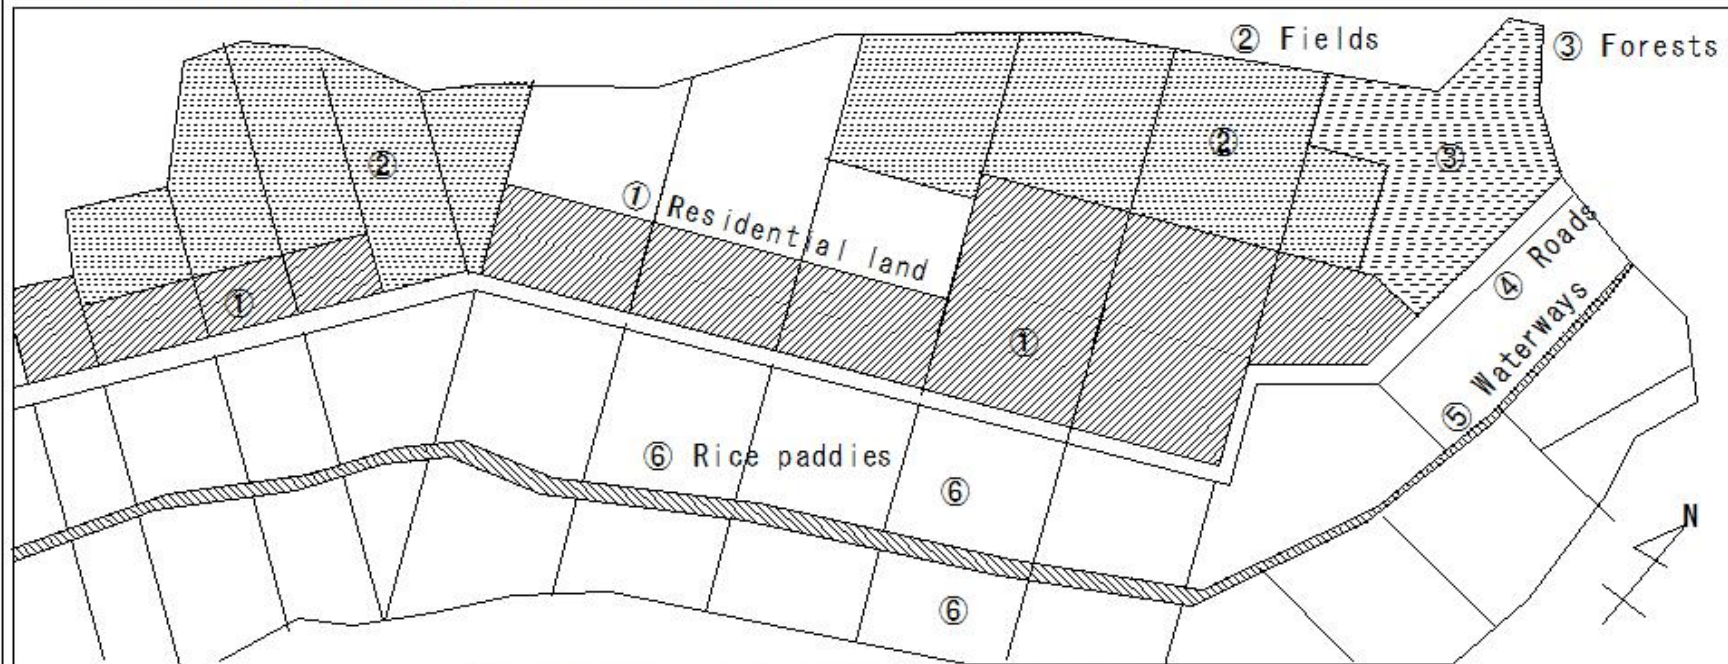 ② Fields
③ Forests
②
②
③
① Residential land
④ Roads
①
①
⑤ Waterways
⑥ Rice paddies
⑥
N
⑥